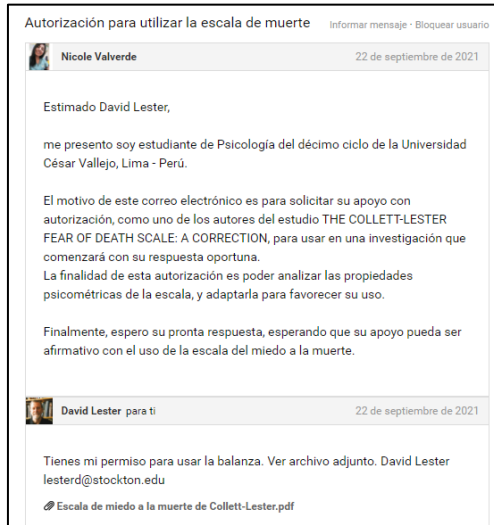 Autorización para utilizar la escala de muerte Informar mensaje · Bloquear usuario
Nicole Valverde 22 de septiembre de 2021
Estimado David Lester,
me presento soy estudiante de Psicología del décimo ciclo de la Universidad
César Vallejo, Lima - Perú.
El motivo de este correo electrónico es para solicitar su apoyo con
autorización, como uno de los autores del estudio THE COLLETT-LESTER
FEAR OF DEATH SCALE: A CORRECTION, para usar en una investigación que
comenzará con su respuesta oportuna.
La finalidad de esta autorización es poder analizar las propiedades
psicométricas de la escala, y adaptarla para favorecer su uso.
Finalmente, espero su pronta respuesta, esperando que su apoyo pueda ser
afirmativo con el uso de la escala del miedo a la muerte.
David Lester para ti 22 de septiembre de 2021
Tienes mi permiso para usar la balanza. Ver archivo adjunto. David Lester
lesterd@stockton.edu
Escala de miedo a la muerte de Collett-Lester.pdf